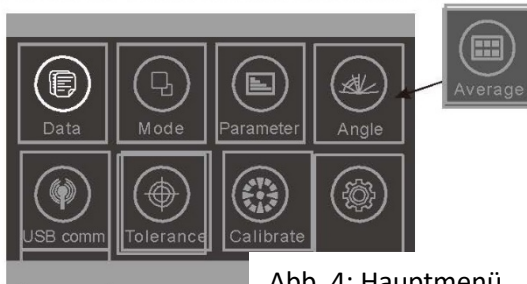 Average
Data Mode Parameter Angle
USB comm Tolerance Calibrate
Abb. 4: Hauptmenü